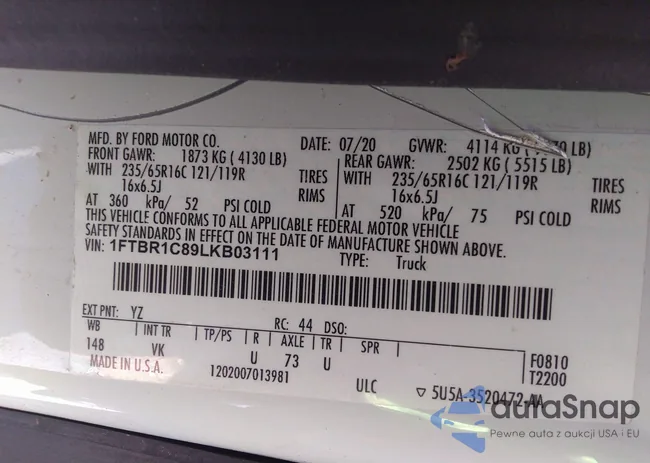 MFD. BY FORD MOTOR CO. DATE: 07/20 GVWR: 4114 KG ( LB)
FRONT GAWR: 1873 KG ( 4130 LB) REAR GAWR: 2502 KG ( 5515 LB)
WITH 235/65R16C 121/119R TIRES WITH 235/65R16C 121/119R TIRES
16x6.5J RIMS 16x6.5J RIMS
AT 360 kPa/ 52 PSI COLD AT 520 kPa/ 75 PSI COLD
THIS VEHICLE CONFORMS TO ALL APPLICABLE FEDERAL MOTOR VEHICLE
SAFETY STANDARDS IN EFFECT ON THE DATE OF MANUFACTURE SHOWN ABOVE.
VIN: 1FTBR1C89LKB03111 TYPE: Truck
EXT PNT: YZ RC: 44 DSO:
WB INT TR TP/PS R AXLE TR SPR
148 VK U 73 U F0810
T2200
MADE IN U.S.A. 1202007013981 ULC ▽ 5U5A-3520472-AA
autaSnap
Pewne auta z aukcji USA i EU